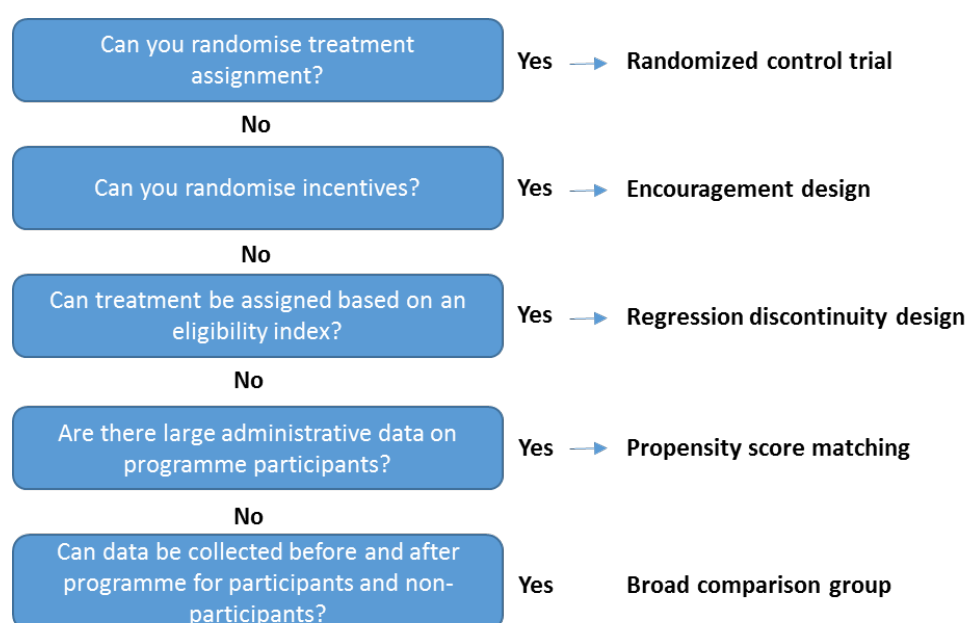 Can you randomise treatment
assignment?
Yes
Randomized control trial
No
Can you randomise incentives?
Yes
Encouragement design
No
Can treatment be assigned based on an
eligibility index?
Yes
Regression discontinuity design
No
Are there large administrative data on
programme participants?
Yes
Propensity score matching
No
Can data be collected before and after
programme for participants and non-
participants?
Yes
Broad comparison group